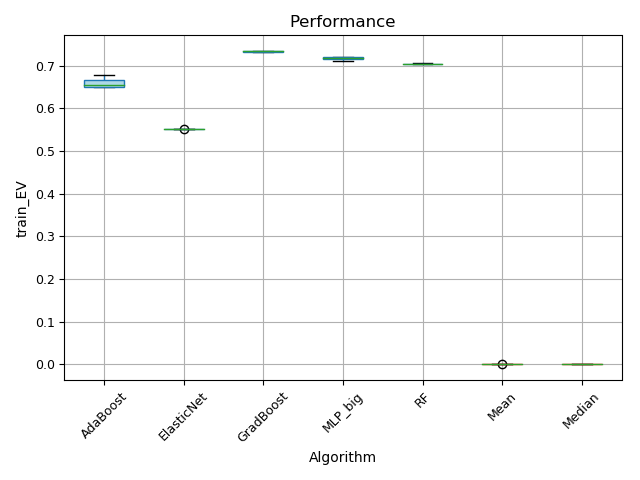 Performance
train_EV
0.7
0.6
0.5
0.4
0.3
0.2
0.1
0.0
AdaBoost
ElasticNet
GradBoost
MLP_big
RF
Mean
Median
Algorithm